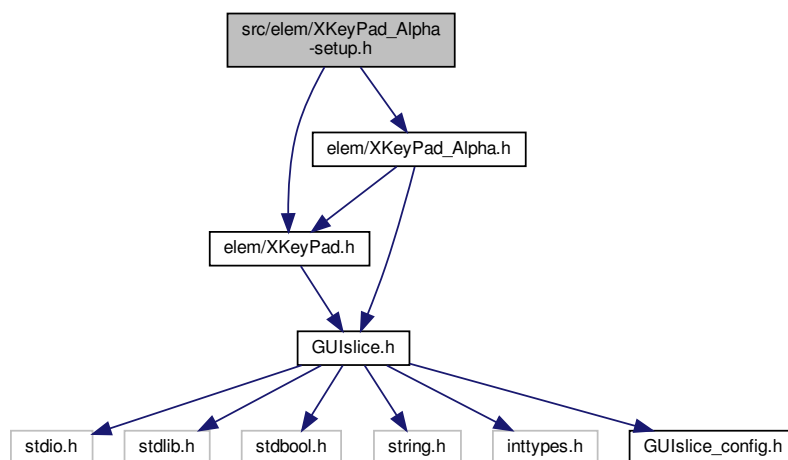 src/elem/XKeyPad_Alpha
-setup.h
elem/XKeyPad_Alpha.h
elem/XKeyPad.h
GUIslice.h
stdio.h
stdlib.h
stdbool.h
string.h
inttypes.h
GUIslice_config.h